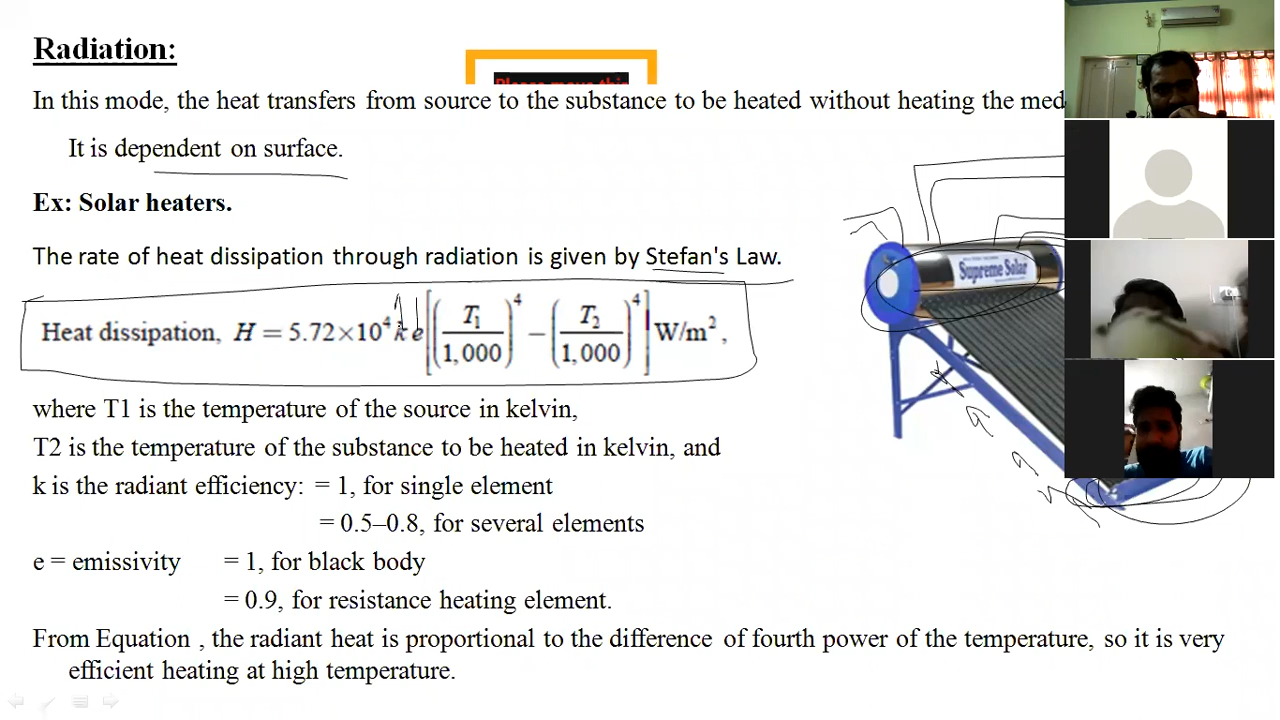 Radiation:
Please move this
In this mode, the heat transfers from source to the substance to be heated without heating the med
It is dependent on surface.
Ex: Solar heaters.
The rate of heat dissipation through radiation is given by Stefan's Law.
Supreme Solar
Heat dissipation, H = 5.72×10⁴ k e [(T₁/1,000)⁴ − (T₂/1,000)⁴] W/m²,
where T1 is the temperature of the source in kelvin,
T2 is the temperature of the substance to be heated in kelvin, and
k is the radiant efficiency: = 1, for single element
= 0.5–0.8, for several elements
e = emissivity = 1, for black body
= 0.9, for resistance heating element.
From Equation , the radiant heat is proportional to the difference of fourth power of the temperature, so it is very
efficient heating at high temperature.